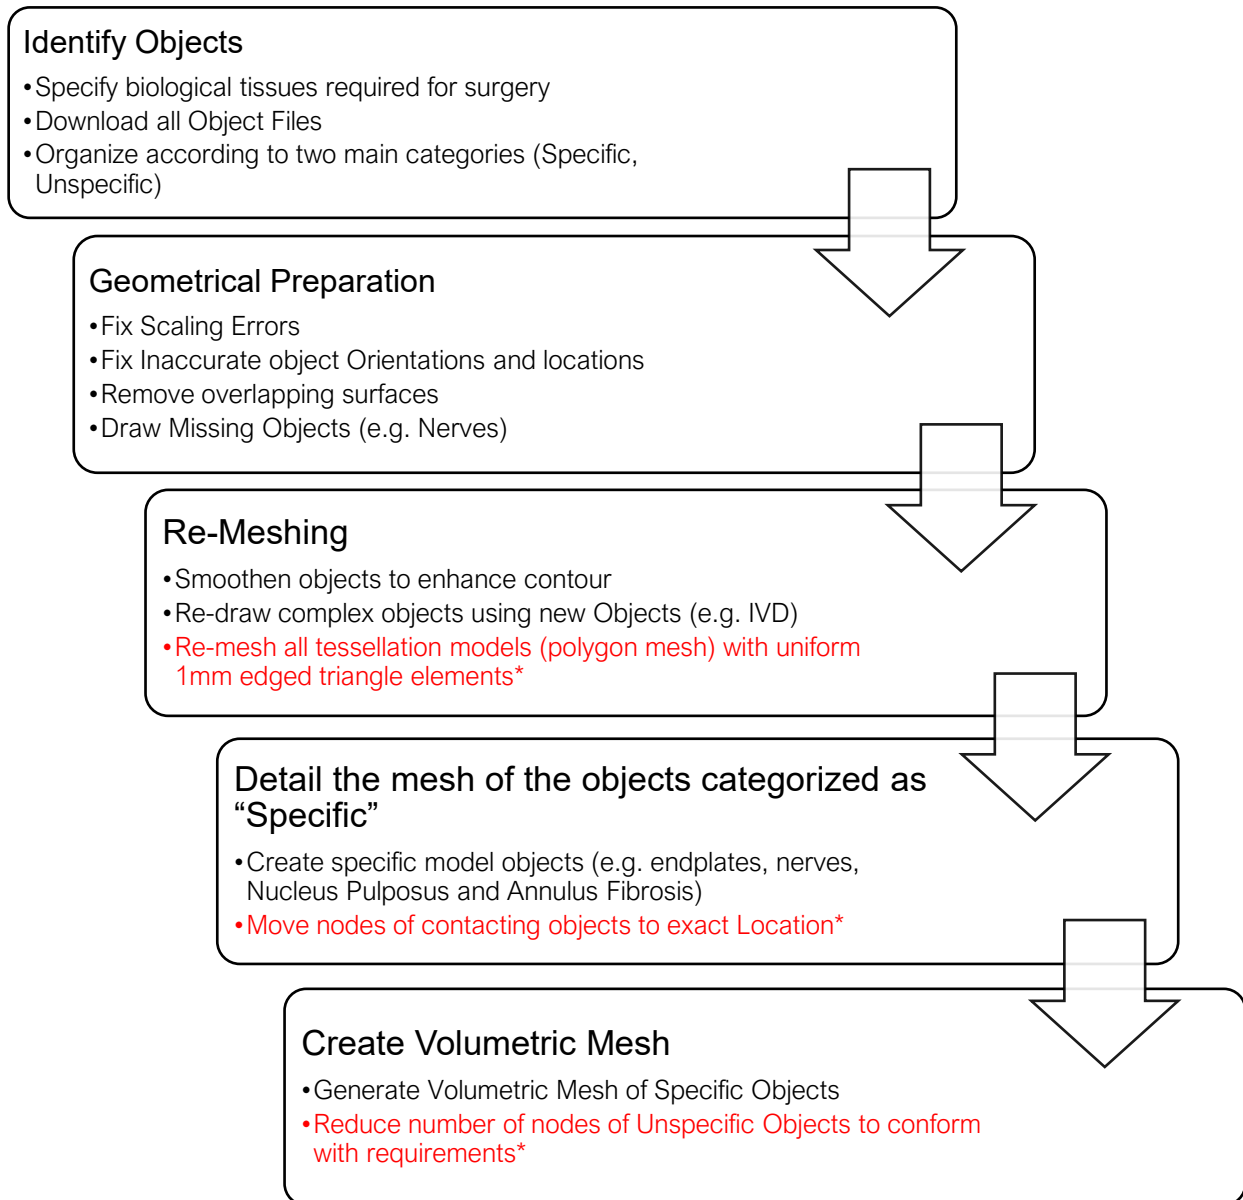 Identify Objects
•Specify biological tissues required for surgery
•Download all Object Files
•Organize according to two main categories (Specific,
Unspecific)
Geometrical Preparation
•Fix Scaling Errors
•Fix Inaccurate object Orientations and locations
•Remove overlapping surfaces
•Draw Missing Objects (e.g. Nerves)
Re-Meshing
•Smoothen objects to enhance contour
•Re-draw complex objects using new Objects (e.g. IVD)
•Re-mesh all tessellation models (polygon mesh) with uniform
1mm edged triangle elements*
Detail the mesh of the objects categorized as
“Specific”
•Create specific model objects (e.g. endplates, nerves,
Nucleus Pulposus and Annulus Fibrosis)
•Move nodes of contacting objects to exact Location*
Create Volumetric Mesh
•Generate Volumetric Mesh of Specific Objects
•Reduce number of nodes of Unspecific Objects to conform
with requirements*